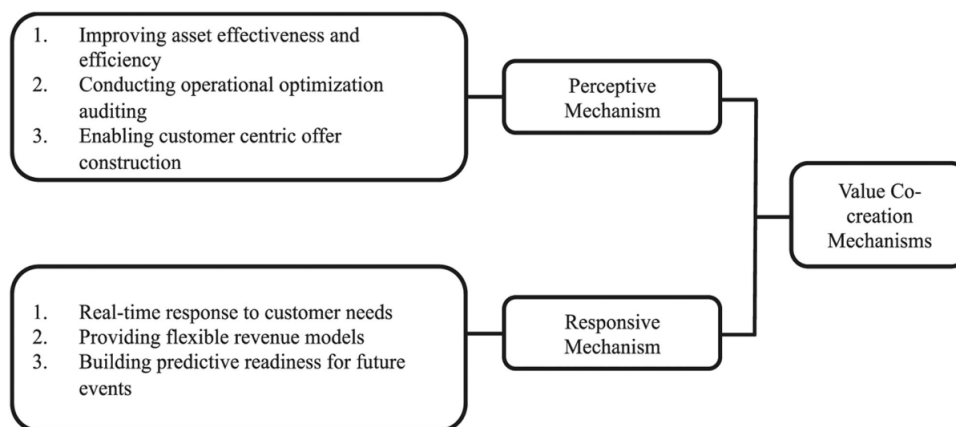 1. Improving asset effectiveness and
efficiency
2. Conducting operational optimization
auditing
3. Enabling customer centric offer
construction
Perceptive
Mechanism
Value Co-
creation
Mechanisms
1. Real-time response to customer needs
2. Providing flexible revenue models
3. Building predictive readiness for future
events
Responsive
Mechanism